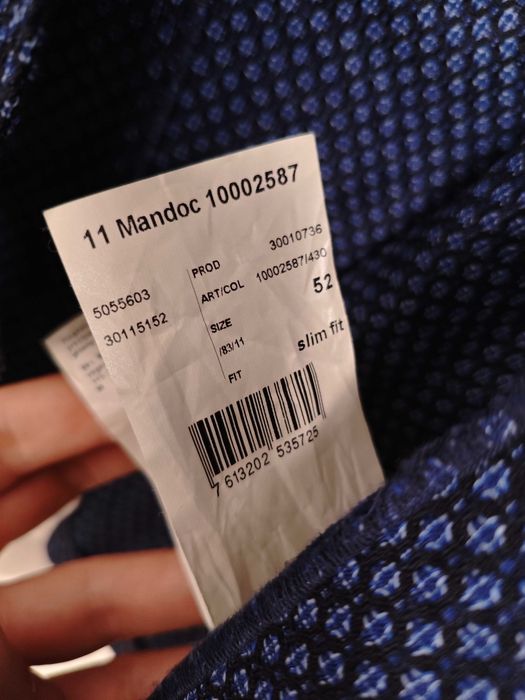 11 Mandoc 10002587
5055603
30115152
PROD 30010736
ART/COL 10002587/430
SIZE 52
/83/11
FIT slim fit
7 613202 535725